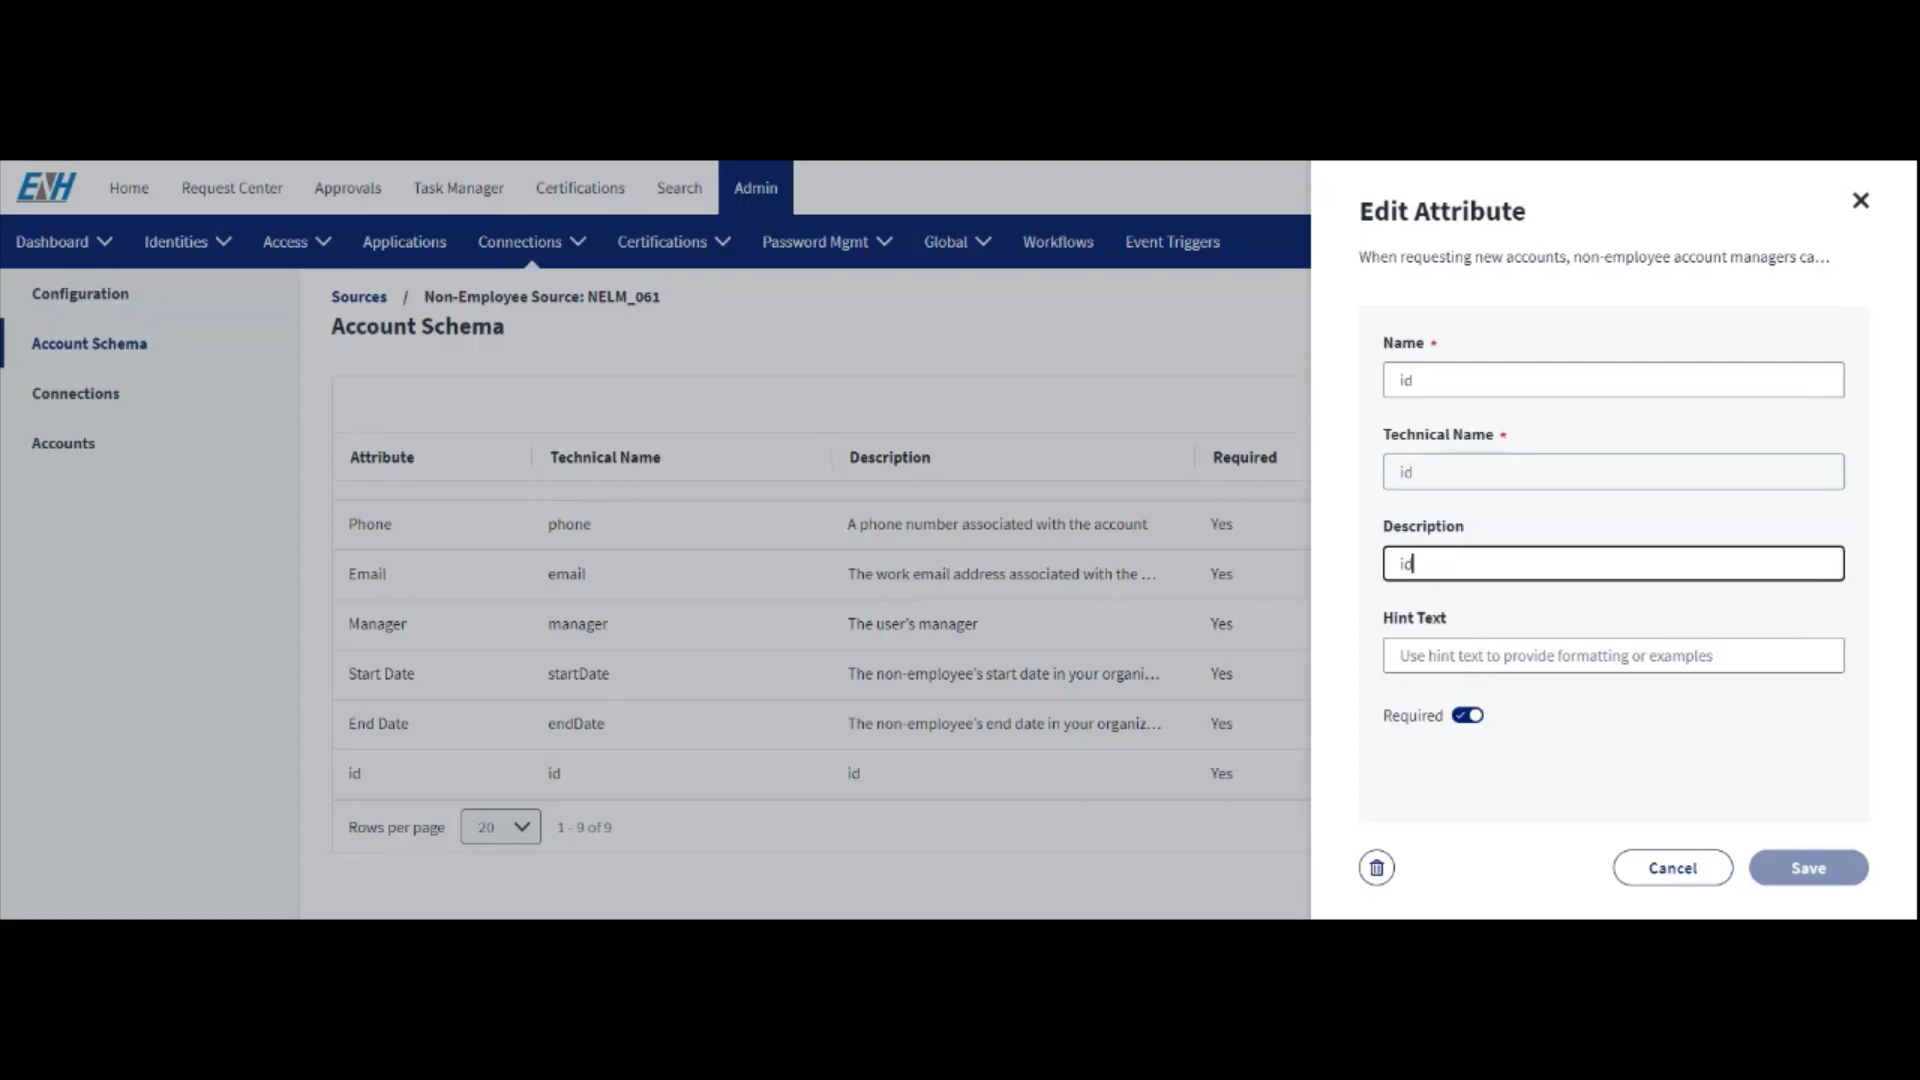 ENH Home Request Center Approvals Task Manager Certifications Search Admin
Dashboard Identities Access Applications Connections Certifications Password Mgmt Global Workflows Event Triggers
Configuration
Account Schema
Connections
Accounts
Sources / Non-Employee Source: NELM_061
Account Schema
Attribute Technical Name Description Required
Phone phone A phone number associated with the account Yes
Email email The work email address associated with the ... Yes
Manager manager The user's manager Yes
Start Date startDate The non-employee's start date in your organi... Yes
End Date endDate The non-employee's end date in your organiz... Yes
id id id Yes
Rows per page 20 1 - 9 of 9
Edit Attribute
When requesting new accounts, non-employee account managers ca...
Name *
id
Technical Name *
id
Description
id
Hint Text
Use hint text to provide formatting or examples
Required
Cancel Save